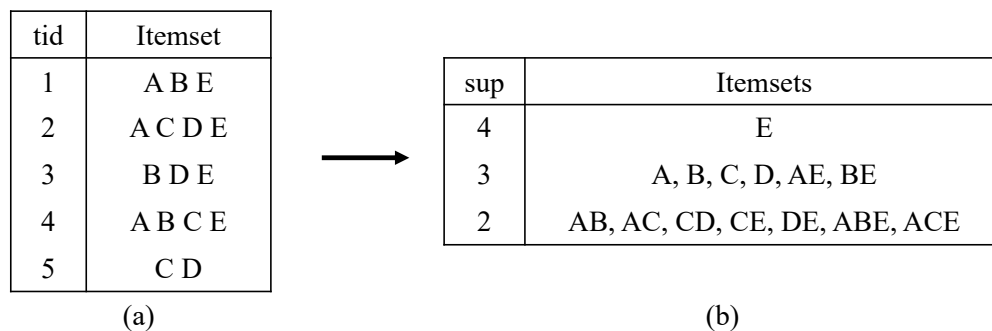 tid Itemset
1 A B E
2 A C D E
3 B D E
4 A B C E
5 C D
(a)
sup Itemsets
4 E
3 A, B, C, D, AE, BE
2 AB, AC, CD, CE, DE, ABE, ACE
(b)